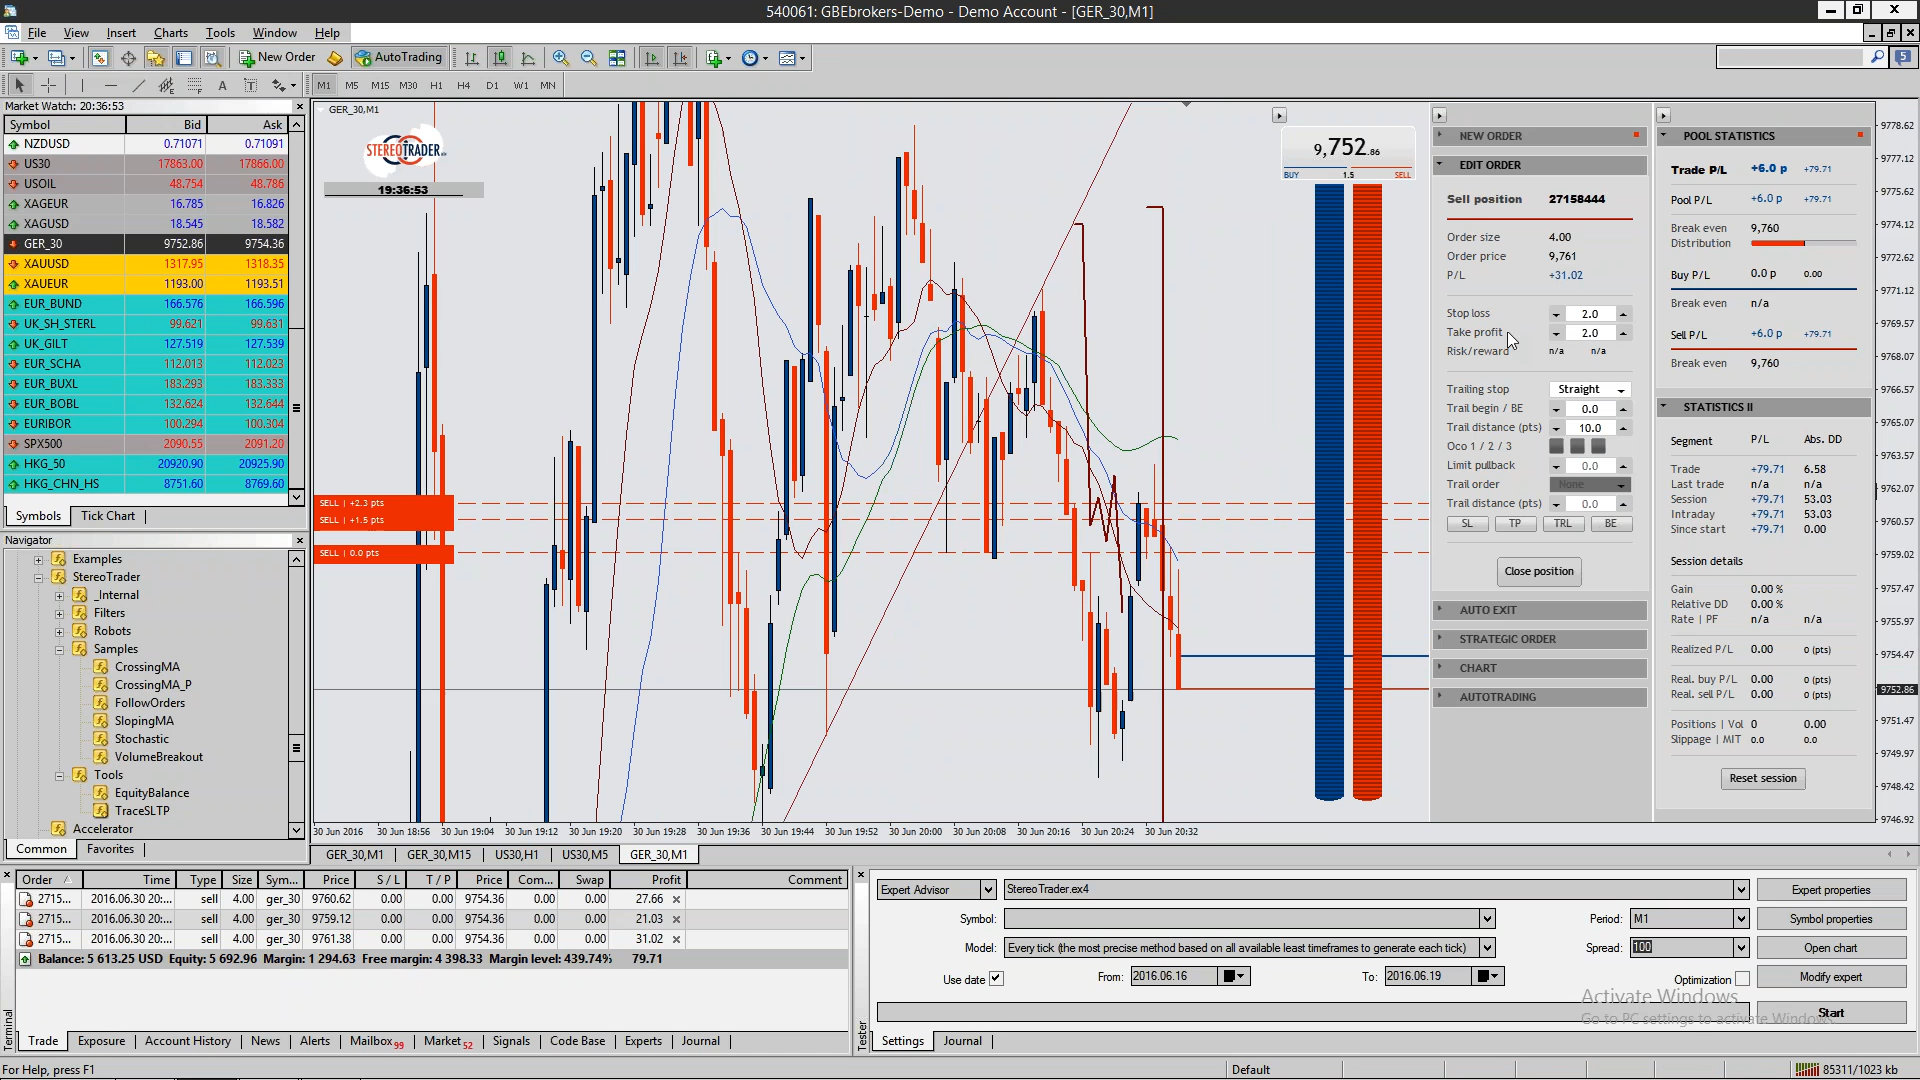 540061: GBEbrokers-Demo - Demo Account - [GER_30,M1]
File View Insert Charts Tools Window Help
New Order AutoTrading
5
A T M1 M5 M15 M30 H1 H4 D1 W1 MN
Market Watch: 20:36:53
Symbol Bid Ask
NZDUSD 0.71071 0.71091
US30 17863.00 17866.00
USOIL 48.754 48.786
XAGEUR 16.785 16.826
XAGUSD 18.545 18.582
GER_30 9752.86 9754.36
XAUUSD 1317.95 1318.35
XAUEUR 1193.00 1193.51
EUR_BUND 166.576 166.596
UK_SH_STERL 99.621 99.631
UK_GILT 127.519 127.539
EUR_SCHA 112.013 112.023
EUR_BUXL 183.293 183.333
EUR_BOBL 132.624 132.644
EURIBOR 100.294 100.304
SPX500 2090.55 2091.20
HKG_50 20920.90 20925.90
HKG_CHN_HS 8751.60 8769.60
Symbols Tick Chart
Navigator
Examples
StereoTrader
_Internal
Filters
Robots
Samples
CrossingMA
CrossingMA_P
FollowOrders
SlopingMA
Stochastic
VolumeBreakout
Tools
EquityBalance
TraceSLTP
Accelerator
Common Favorites
GER_30,M1
STEREOTRADER
19:36:53
SELL | +2.3 pts
SELL | +1.5 pts
SELL | 0.0 pts
9,752.86
BUY 1.5 SELL
30 Jun 2016 30 Jun 18:56 30 Jun 19:04 30 Jun 19:12 30 Jun 19:20 30 Jun 19:28 30 Jun 19:36 30 Jun 19:44 30 Jun 19:52 30 Jun 20:00 30 Jun 20:08 30 Jun 20:16 30 Jun 20:24 30 Jun 20:32
GER_30,M1 GER_30,M15 US30,H1 US30,M5 GER_30,M1
NEW ORDER
EDIT ORDER
Sell position 27158444
Order size 4.00
Order price 9,761
P/L +31.02
Stop loss 2.0
Take profit 2.0
Risk/reward n/a n/a
Trailing stop Straight
Trail begin / BE 0.0
Trail distance (pts) 10.0
Oco 1 / 2 / 3
Limit pullback 0.0
Trail order None
Trail distance (pts) 0.0
SL TP TRL BE
Close position
AUTO EXIT
STRATEGIC ORDER
CHART
AUTOTRADING
POOL STATISTICS
Trade P/L +6.0 p +79.71
Pool P/L +6.0 p +79.71
Break even 9,760
Distribution
Buy P/L 0.0 p 0.00
Break even n/a
Sell P/L +6.0 p +79.71
Break even 9,760
STATISTICS II
Segment P/L Abs. DD
Trade +79.71 6.58
Last trade n/a n/a
Session +79.71 53.03
Intraday +79.71 53.03
Since start +79.71 0.00
Session details
Gain 0.00 %
Relative DD 0.00 %
Rate | PF n/a n/a
Realized P/L 0.00 0 (pts)
Real. buy P/L 0.00 0 (pts)
Real. sell P/L 0.00 0 (pts)
Positions | Vol 0 0.00
Slippage | MIT 0.0 0.0
Reset session
9778.62
9777.12
9775.62
9774.12
9772.62
9771.12
9769.57
9768.07
9766.57
9765.07
9763.57
9762.07
9760.57
9759.02
9757.47
9755.97
9754.47
9752.86
9751.47
9749.97
9748.42
9746.92
Order Time Type Size Sym... Price S / L T / P Price Com... Swap Profit Comment
2715... 2016.06.30 20:... sell 4.00 ger_30 9760.62 0.00 0.00 9754.36 0.00 0.00 27.66
2715... 2016.06.30 20:... sell 4.00 ger_30 9759.12 0.00 0.00 9754.36 0.00 0.00 21.03
2715... 2016.06.30 20:... sell 4.00 ger_30 9761.38 0.00 0.00 9754.36 0.00 0.00 31.02
Balance: 5 613.25 USD Equity: 5 692.96 Margin: 1 294.63 Free margin: 4 398.33 Margin level: 439.74% 79.71
Terminal
Trade Exposure Account History News Alerts Mailbox 99 Market 52 Signals Code Base Experts Journal
Expert Advisor StereoTrader.ex4 Expert properties
Symbol: Period: M1 Symbol properties
Model: Every tick (the most precise method based on all available least timeframes to generate each tick) Spread: 100 Open chart
Use date From: 2016.06.16 To: 2016.06.19 Optimization Modify expert
Activate Windows
Go to PC settings to activate Windows.
Start
Tester
Settings Journal
For Help, press F1 Default 85311/1023 kb